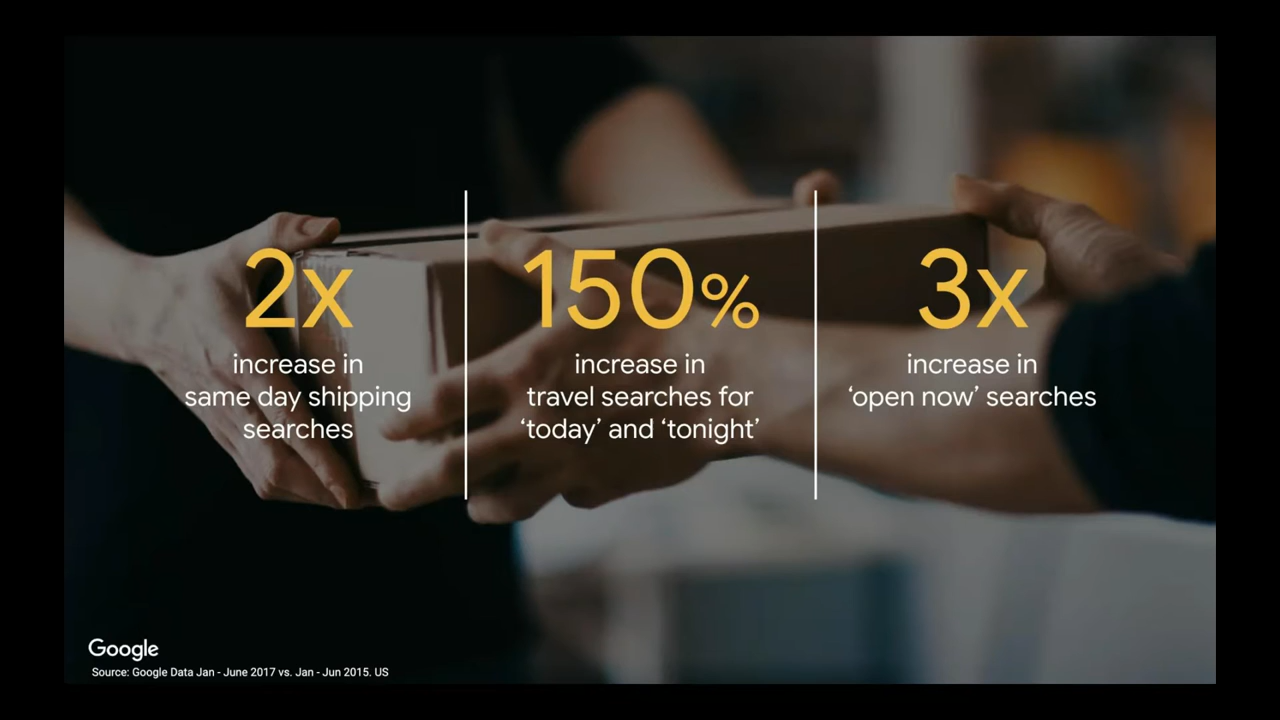 2x
increase in
same day shipping
searches
150%
increase in
travel searches for
‘today’ and ‘tonight’
3x
increase in
‘open now’ searches
Google
Source: Google Data Jan - June 2017 vs. Jan - Jun 2015. US